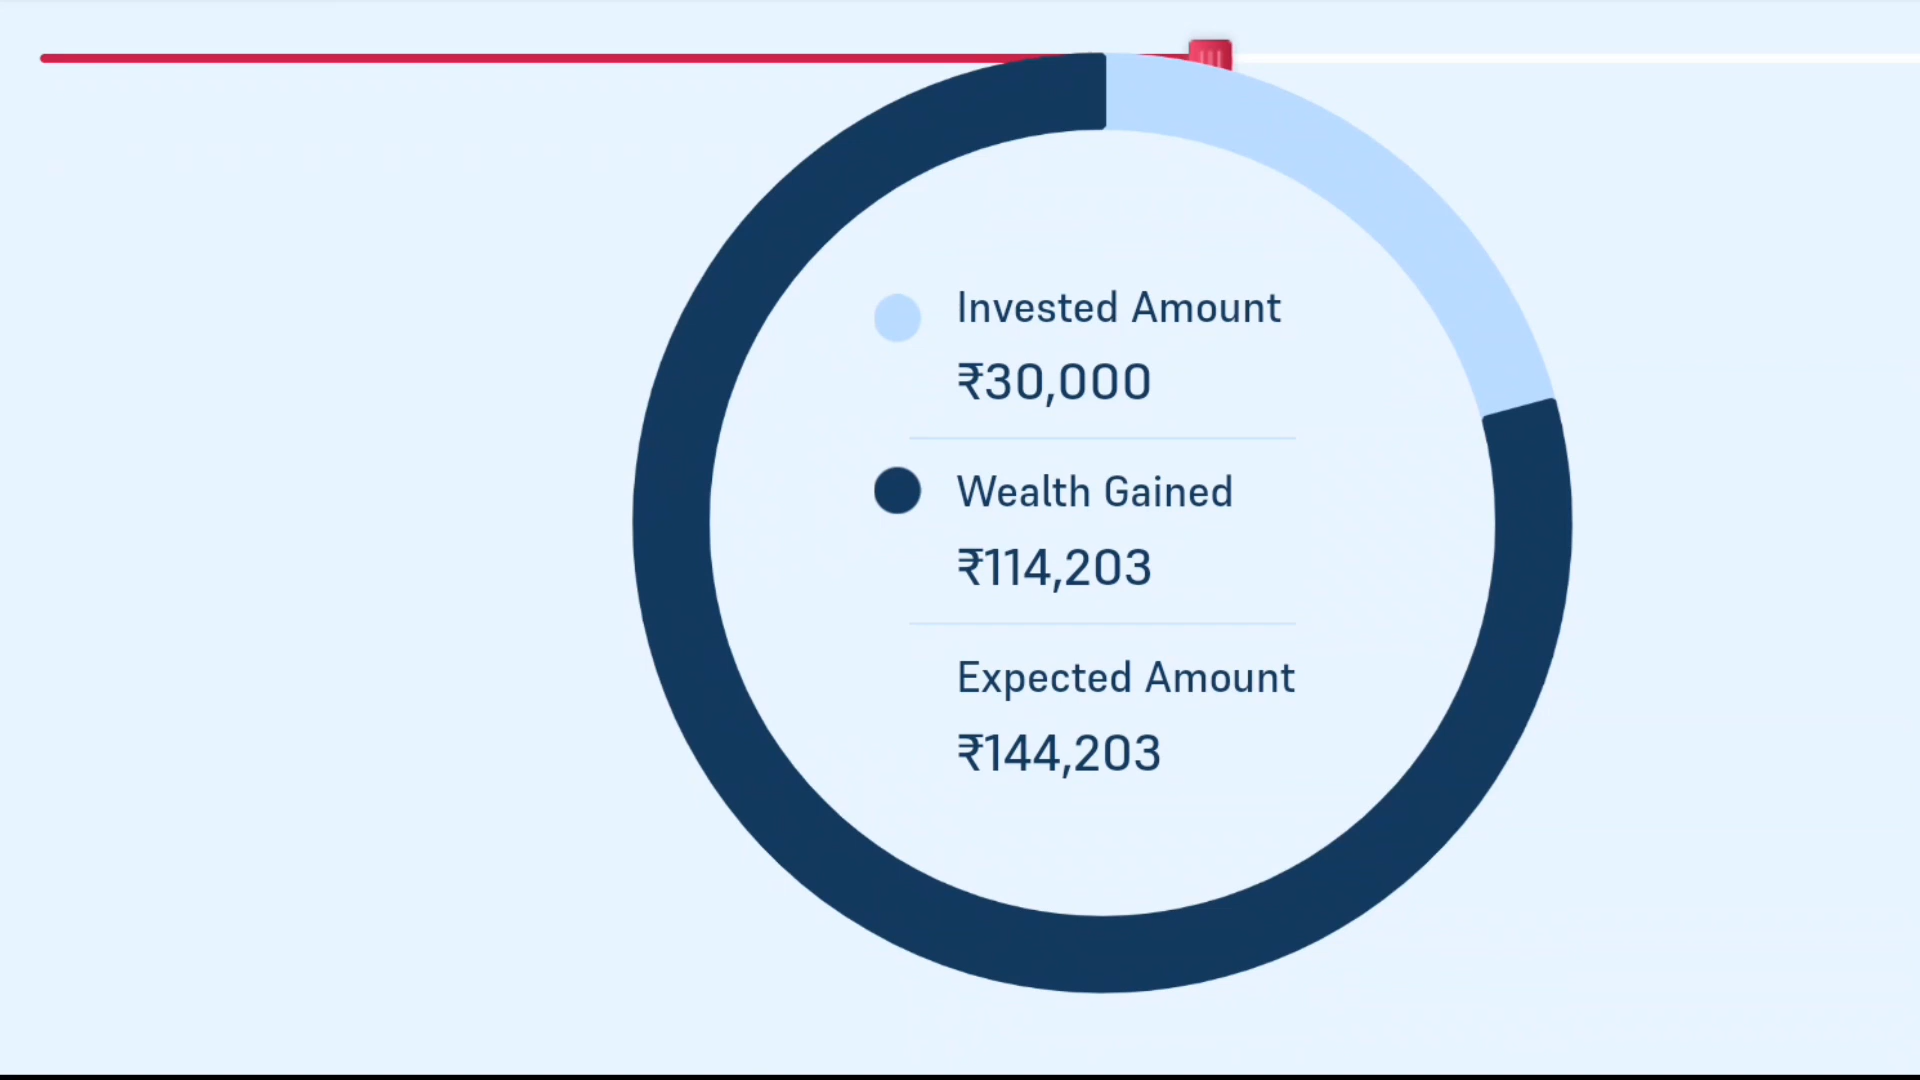 Invested Amount
₹30,000
Wealth Gained
₹114,203
Expected Amount
₹144,203